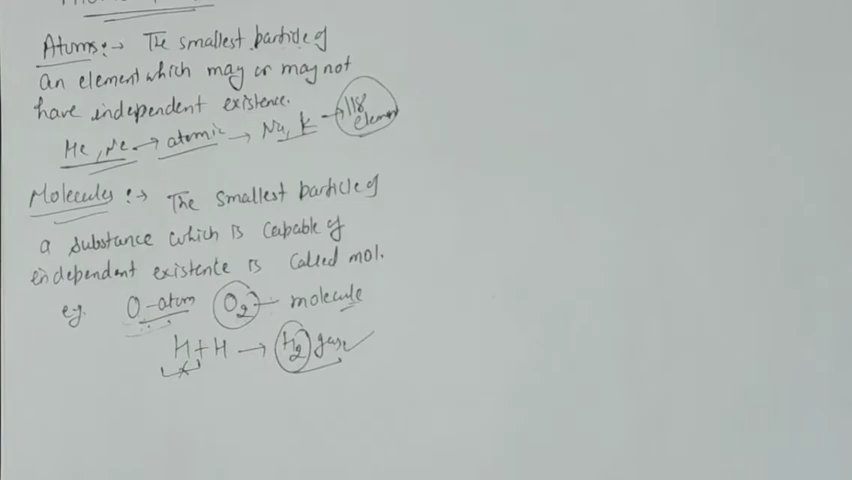 Atoms:→ The smallest particle of
an element which may or may not
have independent existence.
He, Ne → atomic → Na, K → 118 element
Molecules:→ The smallest particle of
a substance which is capable of
independent existence is called mol.
e.g. O-atom O2 — molecule
H+H → H2 gas